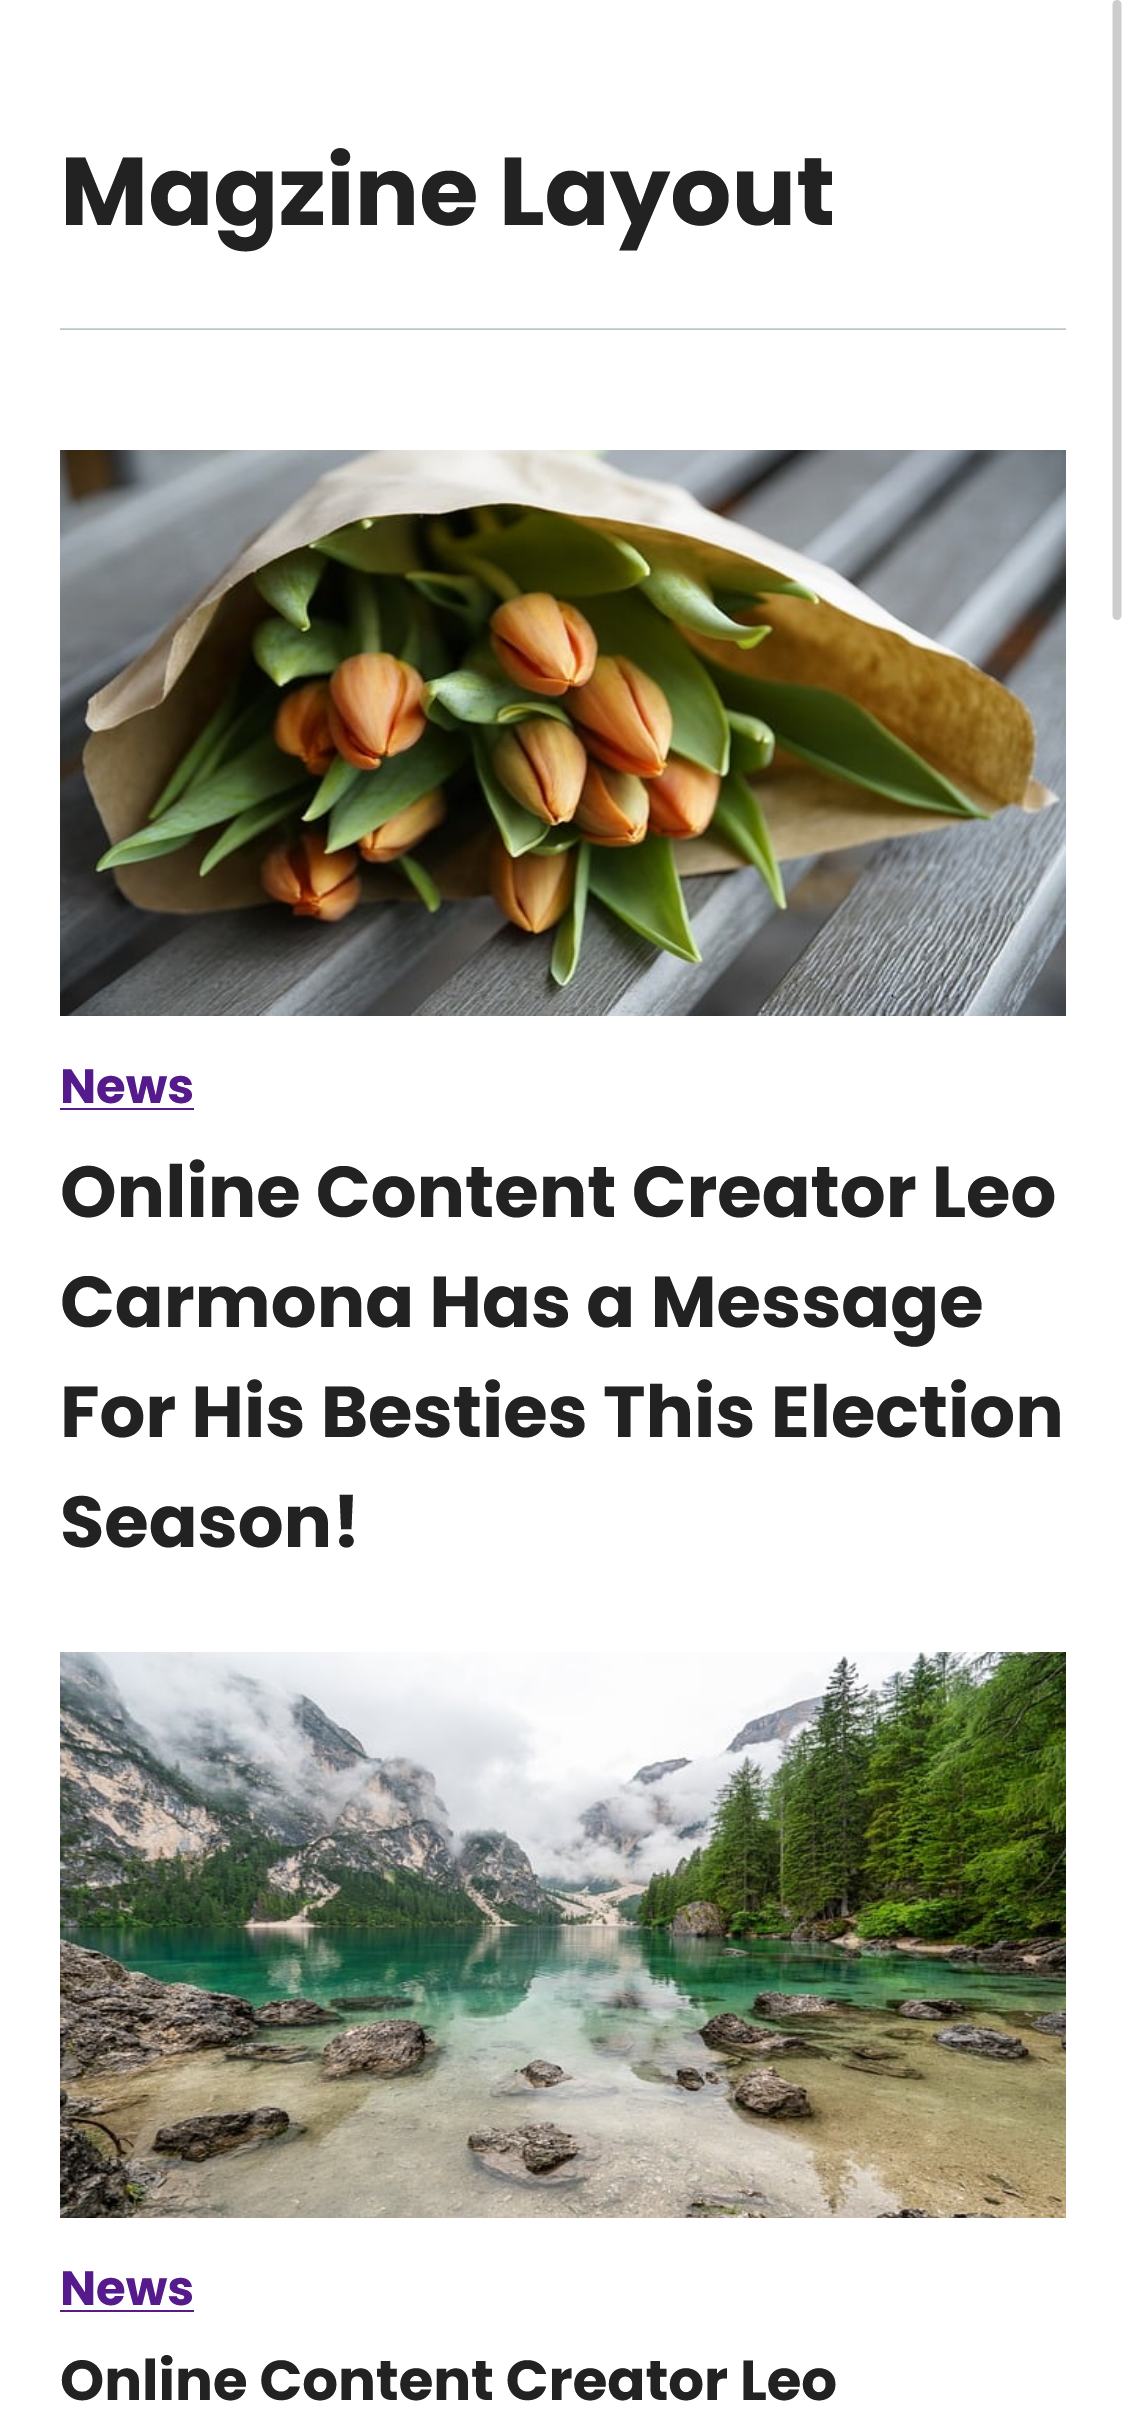 Magzine Layout
News
Online Content Creator Leo
Carmona Has a Message
For His Besties This Election
Season!
News
Online Content Creator Leo